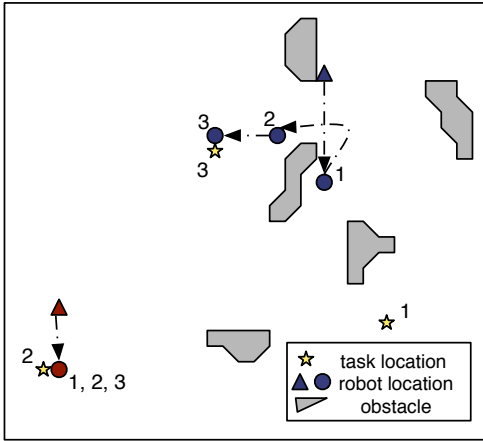 3
2
3
1
1
2
1, 2, 3
task location
robot location
obstacle